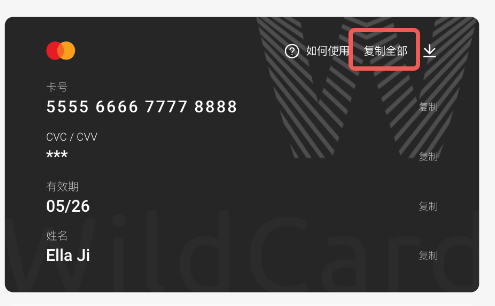 如何使用 复制全部
卡号
5555 6666 7777 8888 复制
CVC / CVV
*** 复制
有效期
05/26 复制
姓名
Ella Ji 复制
WildCard